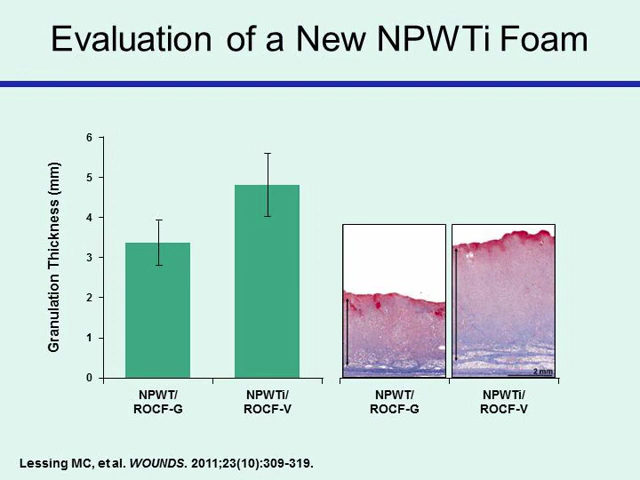 Evaluation of a New NPWTi Foam
Granulation Thickness (mm)
6
5
4
3
2
1
0
NPWT/
ROCF-G
NPWTi/
ROCF-V
2 mm
NPWT/
ROCF-G
NPWTi/
ROCF-V
Lessing MC, et al. WOUNDS. 2011;23(10):309-319.